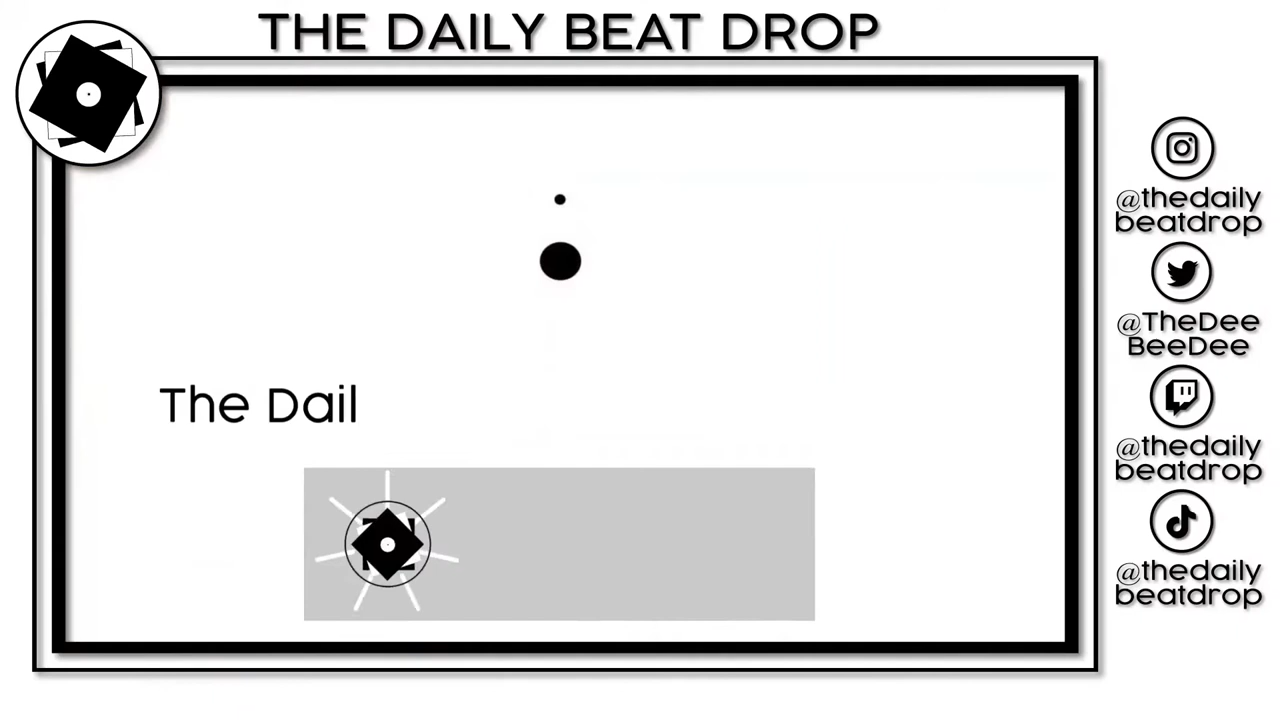 THE DAILY BEAT DROP
The Dail
@thedaily
beatdrop
@TheDee
BeeDee
@thedaily
beatdrop
@thedaily
beatdrop